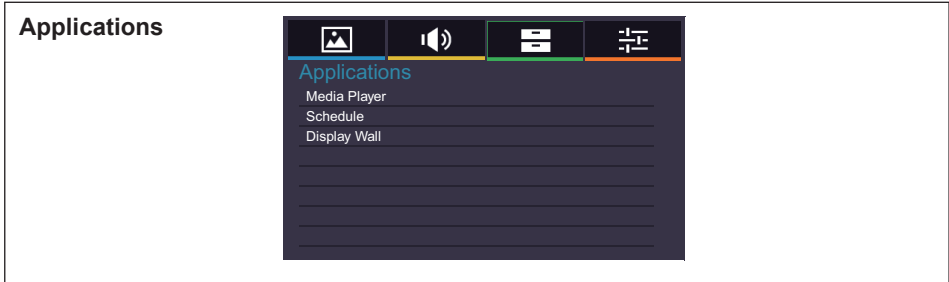 Applications
Applications
Media Player
Schedule
Display Wall